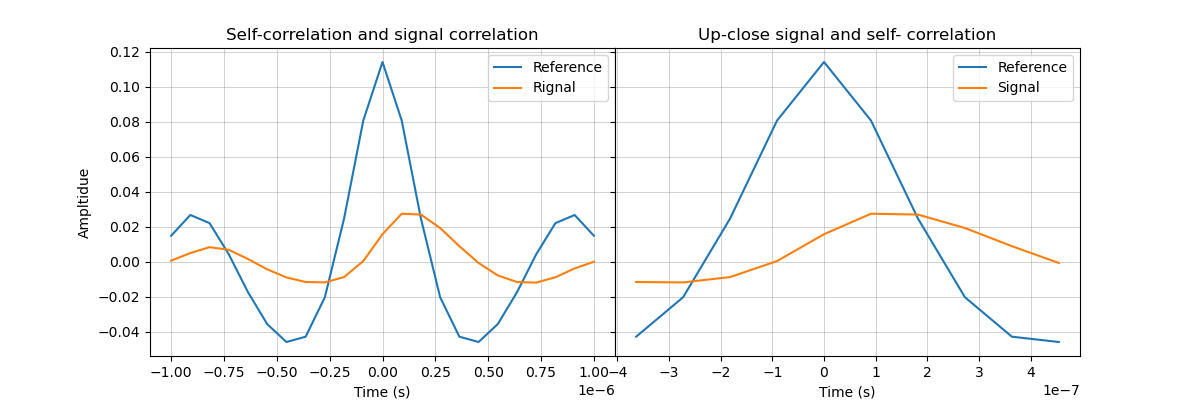 Self-correlation and signal correlation
Up-close signal and self- correlation
Ampltidue
0.12
0.10
0.08
0.06
0.04
0.02
0.00
−0.02
−0.04
Reference
Rignal
Reference
Signal
−1.00 −0.75 −0.50 −0.25 0.00 0.25 0.50 0.75 1.00
1e−6
Time (s)
−4 −3 −2 −1 0 1 2 3 4
1e−7
Time (s)